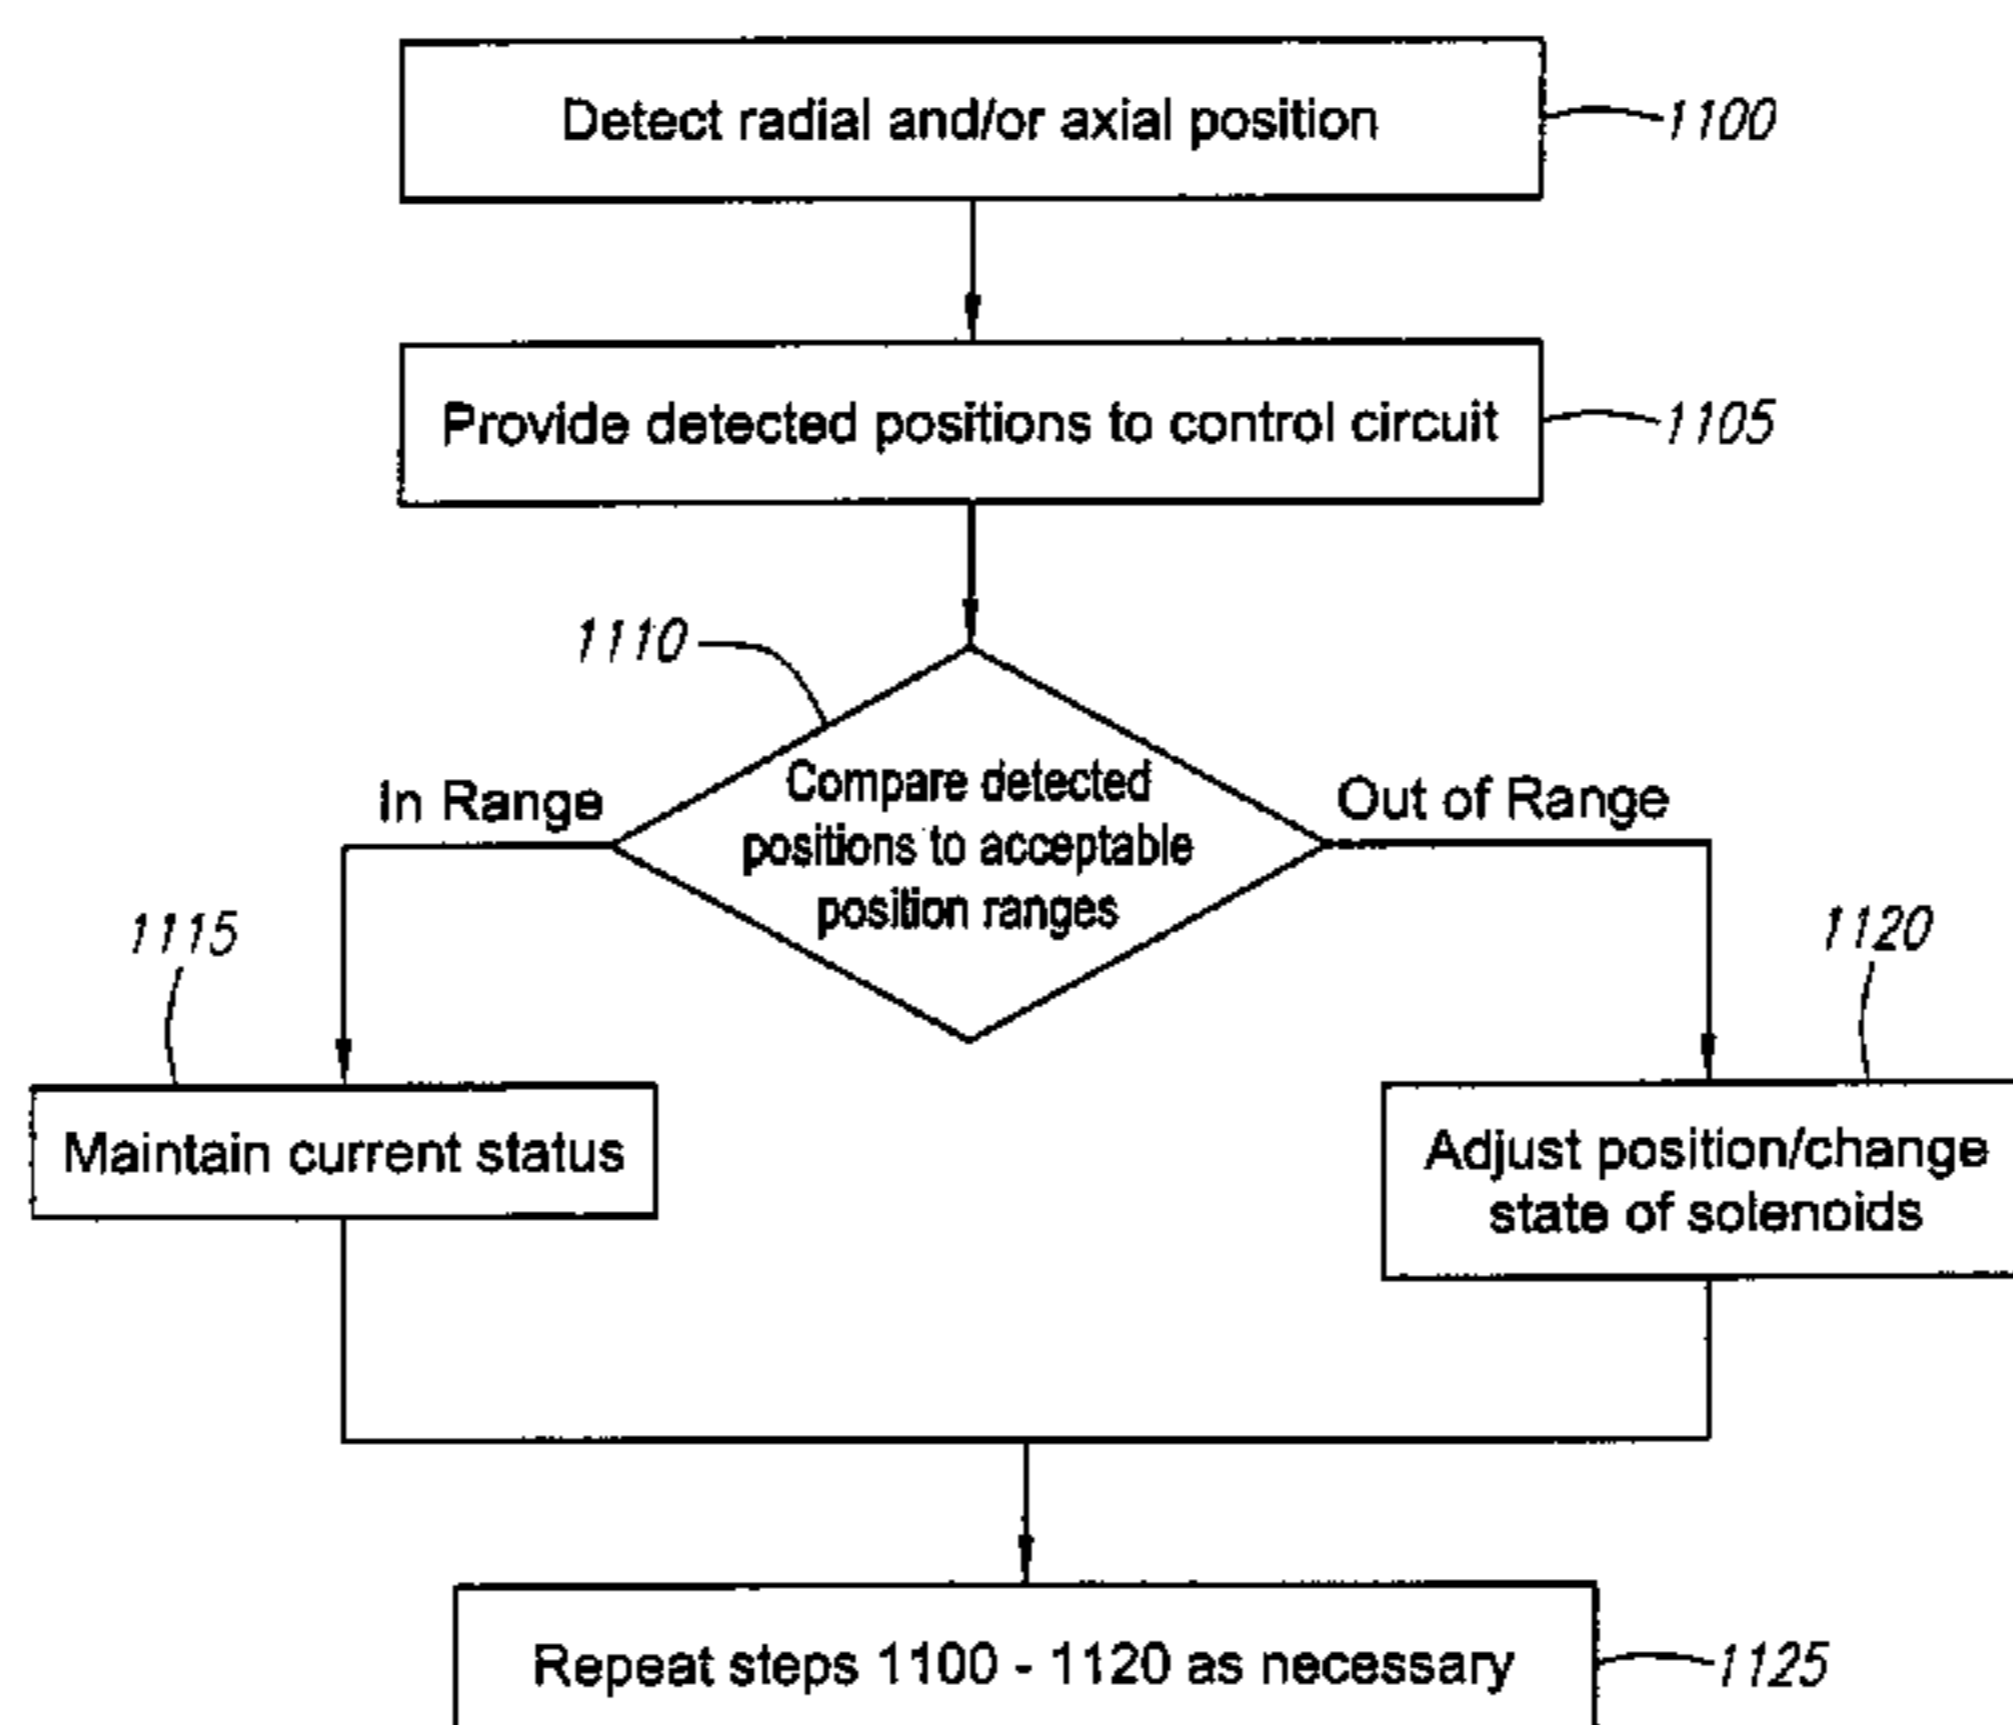 Detect radial and/or axial position
1100
Provide detected positions to control circuit
1105
1110
In Range
Compare detected
positions to acceptable
position ranges
Out of Range
1115
1120
Maintain current status
Adjust position/change
state of solenoids
Repeat steps 1100 - 1120 as necessary
1125